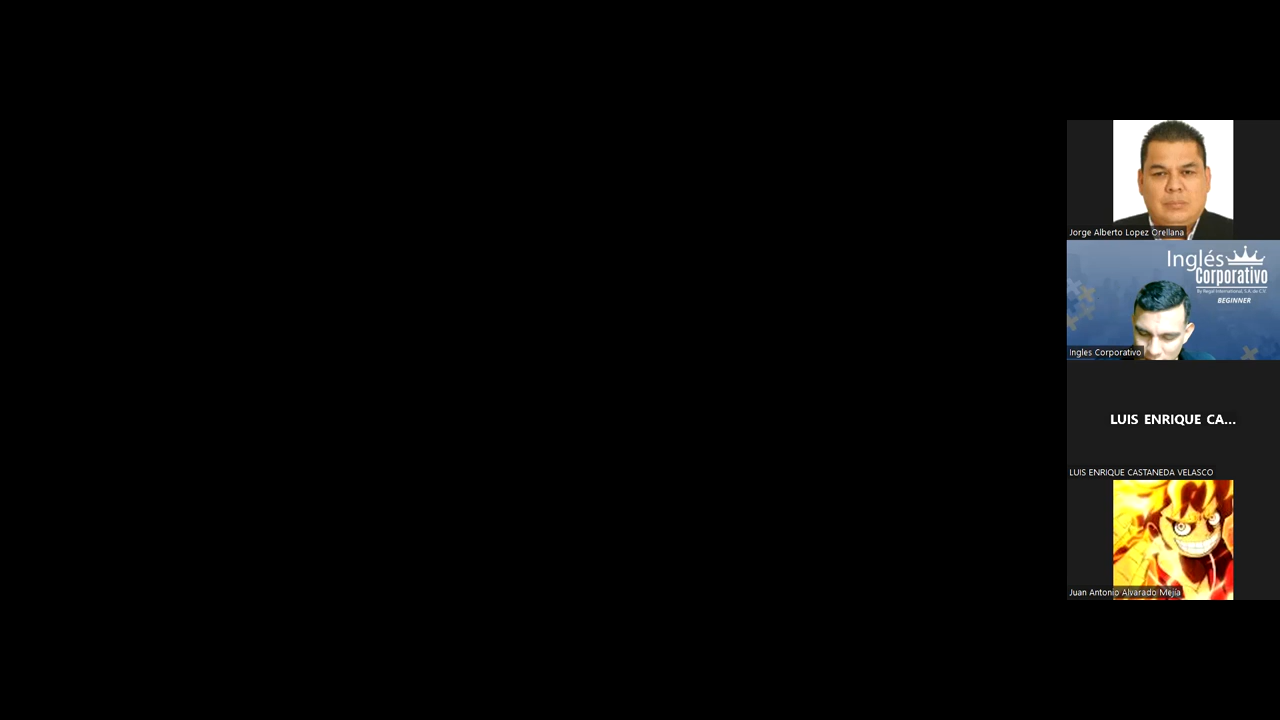 Jorge Alberto Lopez Orellana
Inglés
Corporativo
BEGINNER
Ingles Corporativo
LUIS ENRIQUE CA...
LUIS ENRIQUE CASTANEDA VELASCO
Juan Antonio Alvarado Mejía